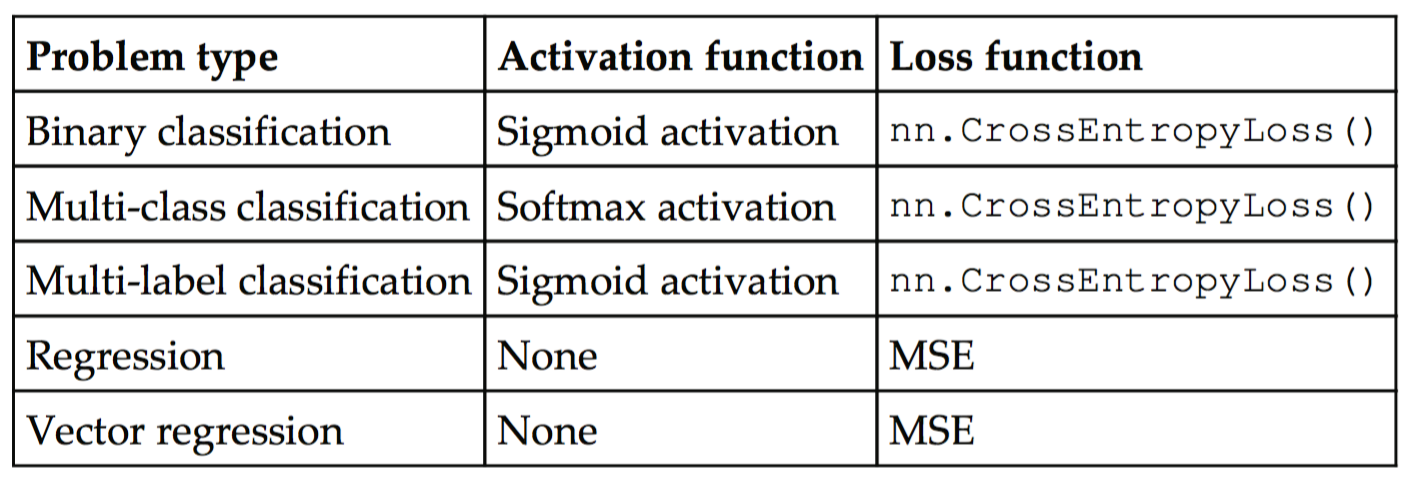 Problem type Activation function Loss function
Binary classification Sigmoid activation nn.CrossEntropyLoss()
Multi-class classification Softmax activation nn.CrossEntropyLoss()
Multi-label classification Sigmoid activation nn.CrossEntropyLoss()
Regression None MSE
Vector regression None MSE